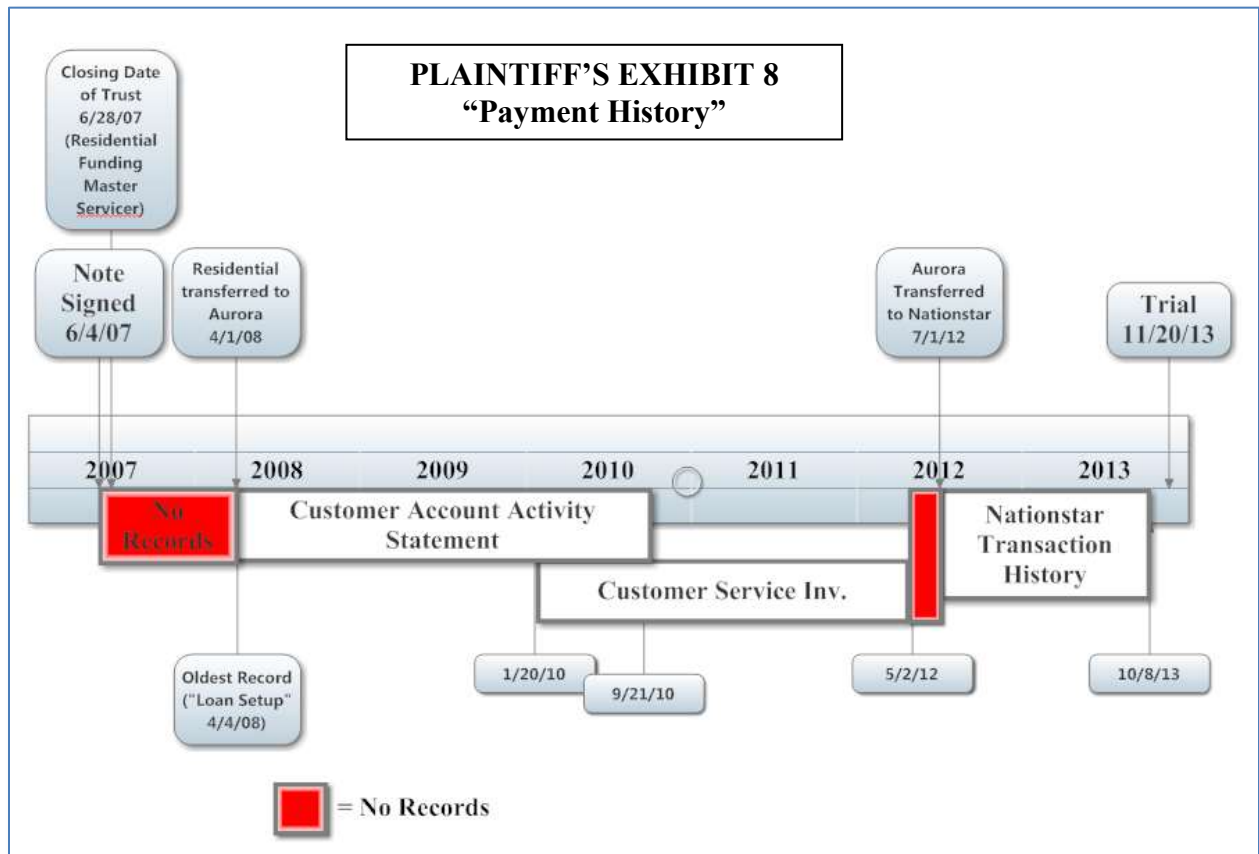 PLAINTIFF’S EXHIBIT 8
“Payment History”
Closing Date
of Trust
6/28/07
(Residential
Funding
Master
Servicer)
Note
Signed
6/4/07
Residential
transferred to
Aurora
4/1/08
Aurora
Transferred
to Nationstar
7/1/12
Trial
11/20/13
2007 2008 2009 2010 2011 2012 2013
No
Records
Customer Account Activity
Statement
Customer Service Inv.
Nationstar
Transaction
History
Oldest Record
("Loan Setup"
4/4/08)
1/20/10
9/21/10
5/2/12
10/8/13
= No Records